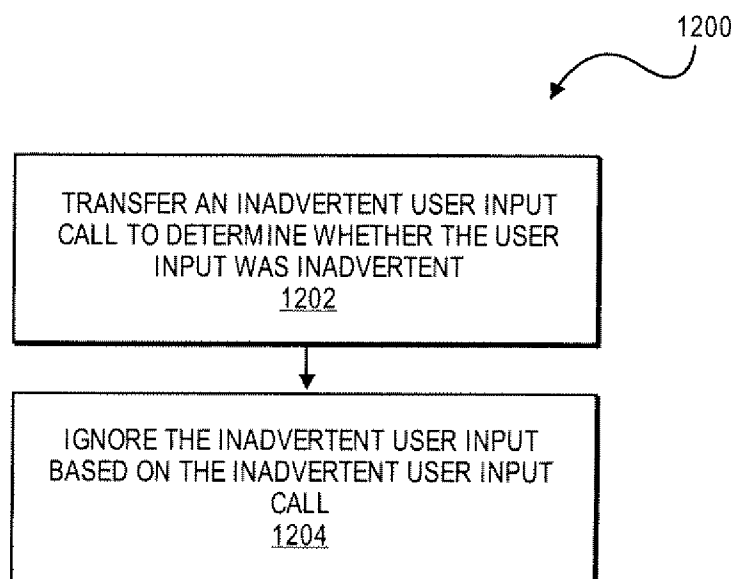 1200
TRANSFER AN INADVERTENT USER INPUT
CALL TO DETERMINE WHETHER THE USER
INPUT WAS INADVERTENT
1202
IGNORE THE INADVERTENT USER INPUT
BASED ON THE INADVERTENT USER INPUT
CALL
1204